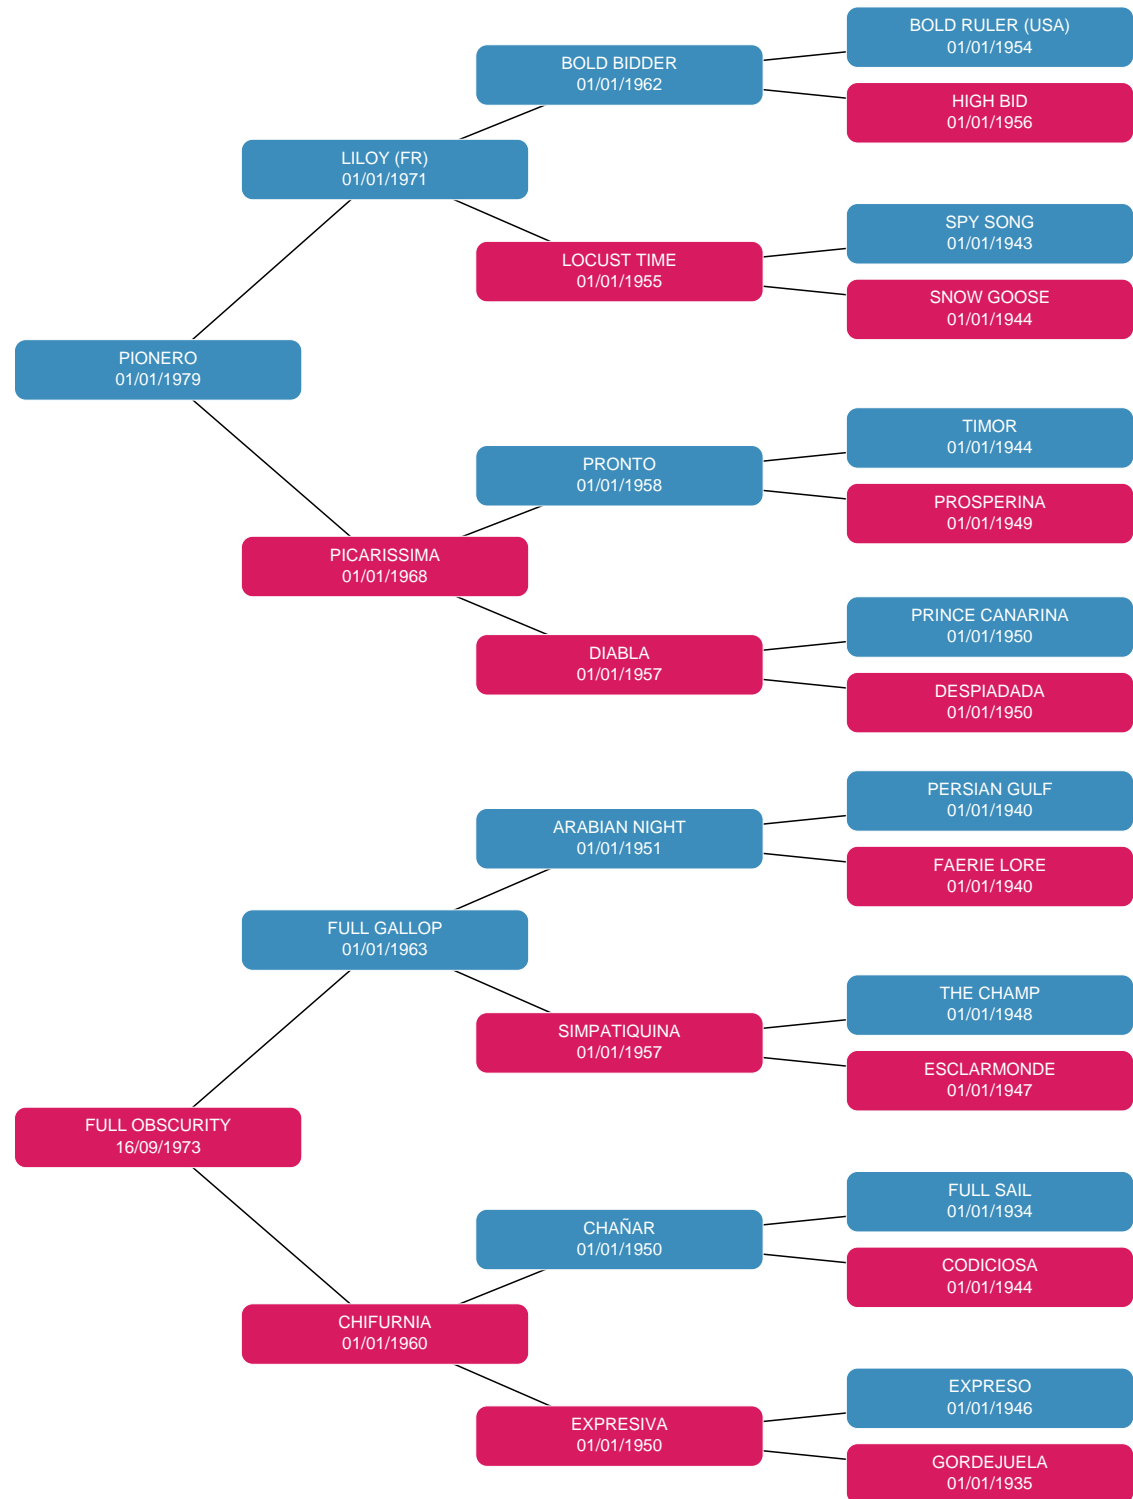 BOLD RULER (USA)
01/01/1954
BOLD BIDDER
01/01/1962
HIGH BID
01/01/1956
LILOY (FR)
01/01/1971
SPY SONG
01/01/1943
LOCUST TIME
01/01/1955
SNOW GOOSE
01/01/1944
PIONERO
01/01/1979
TIMOR
01/01/1944
PRONTO
01/01/1958
PROSPERINA
01/01/1949
PICARISSIMA
01/01/1968
PRINCE CANARINA
01/01/1950
DIABLA
01/01/1957
DESPIADADA
01/01/1950
PERSIAN GULF
01/01/1940
ARABIAN NIGHT
01/01/1951
FAERIE LORE
01/01/1940
FULL GALLOP
01/01/1963
THE CHAMP
01/01/1948
SIMPATIQUINA
01/01/1957
ESCLARMONDE
01/01/1947
FULL OBSCURITY
16/09/1973
FULL SAIL
01/01/1934
CHAÑAR
01/01/1950
CODICIOSA
01/01/1944
CHIFURNIA
01/01/1960
EXPRESO
01/01/1946
EXPRESIVA
01/01/1950
GORDEJUELA
01/01/1935